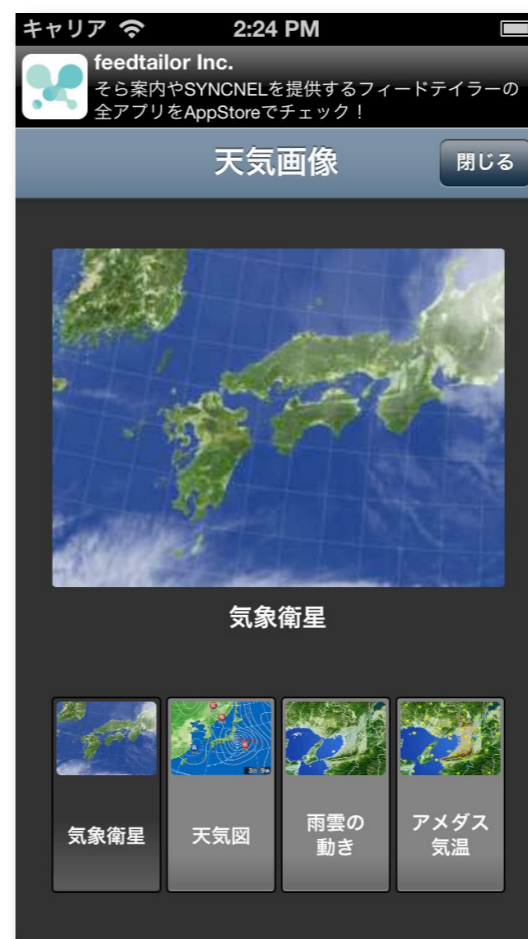 キャリア 2:24 PM
feedtailor Inc.
そら案内やSYNCNELを提供するフィードテイラーの
全アプリをAppStoreでチェック！
天気画像 閉じる
気象衛星
気象衛星
天気図
雨雲の
動き
アメダス
気温